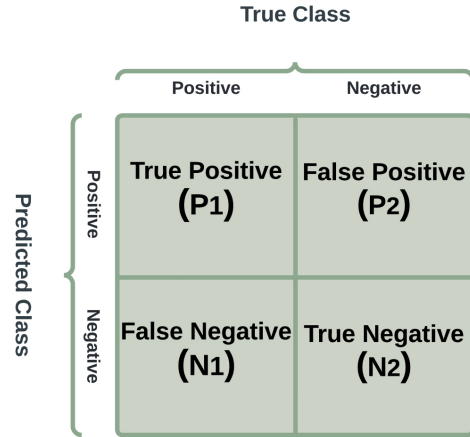 True Class
Positive Negative
Predicted Class
Positive
True Positive
(P1)
False Positive
(P2)
Negative
False Negative
(N1)
True Negative
(N2)